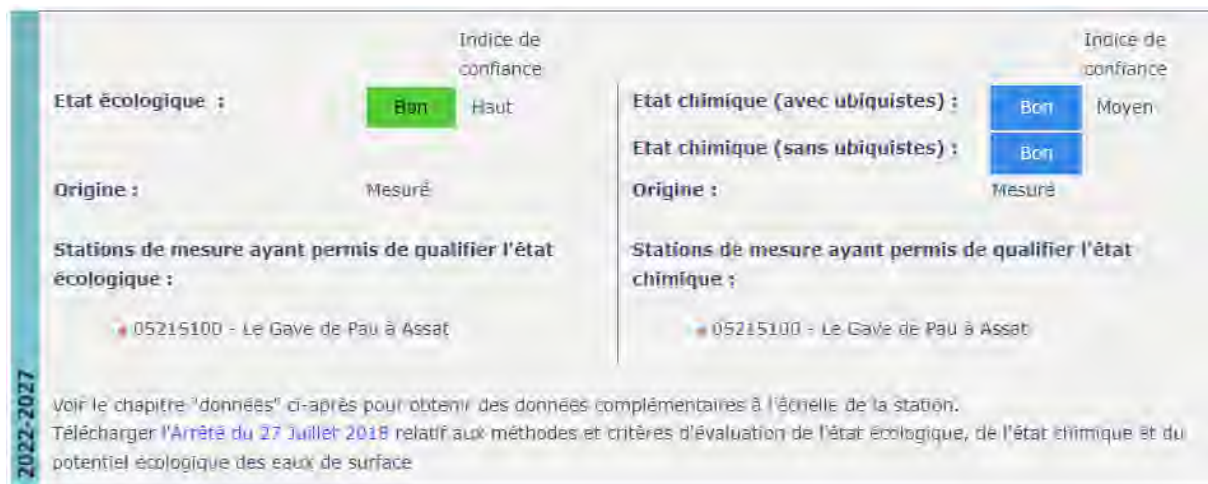 Indice de
confiance
Etat écologique :
Bon
Haut
Origine :
Mesuré
Stations de mesure ayant permis de qualifier l'état
écologique :
05215100 - Le Gave de Pau à Assat
Indice de
confiance
Etat chimique (avec ubiquistes) :
Bon
Moyen
Etat chimique (sans ubiquistes) :
Bon
Origine :
Mesuré
Stations de mesure ayant permis de qualifier l'état
chimique :
05215100 - Le Gave de Pau à Assat
2022-2027
Voir le chapitre "données" ci-après pour obtenir des données complémentaires à l'échelle de la station.
Télécharger l'Arrêté du 27 Juillet 2018 relatif aux méthodes et critères d'évaluation de l'état écologique, de l'état chimique et du
potentiel écologique des eaux de surface